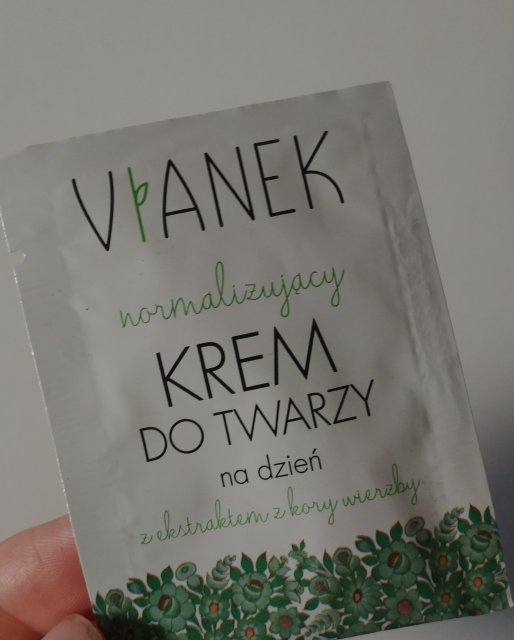 VIANEK
normalizujący
KREM
DO TWARZY
na dzień
z ekstraktem z kory wierzby